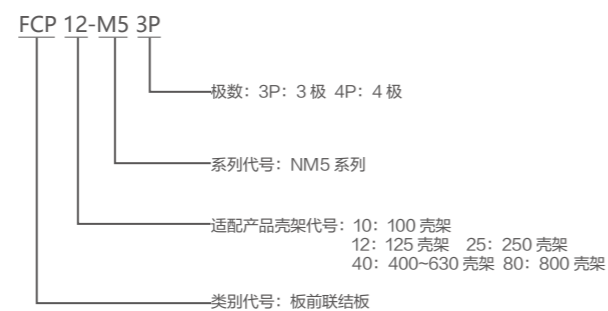 FCP 12-M5 3P
极数：3P：3 极 4P：4 极
系列代号：NM5 系列
适配产品壳架代号：10：100 壳架
12：125 壳架 25：250 壳架
40：400~630 壳架 80：800 壳架
类别代号：板前联结板